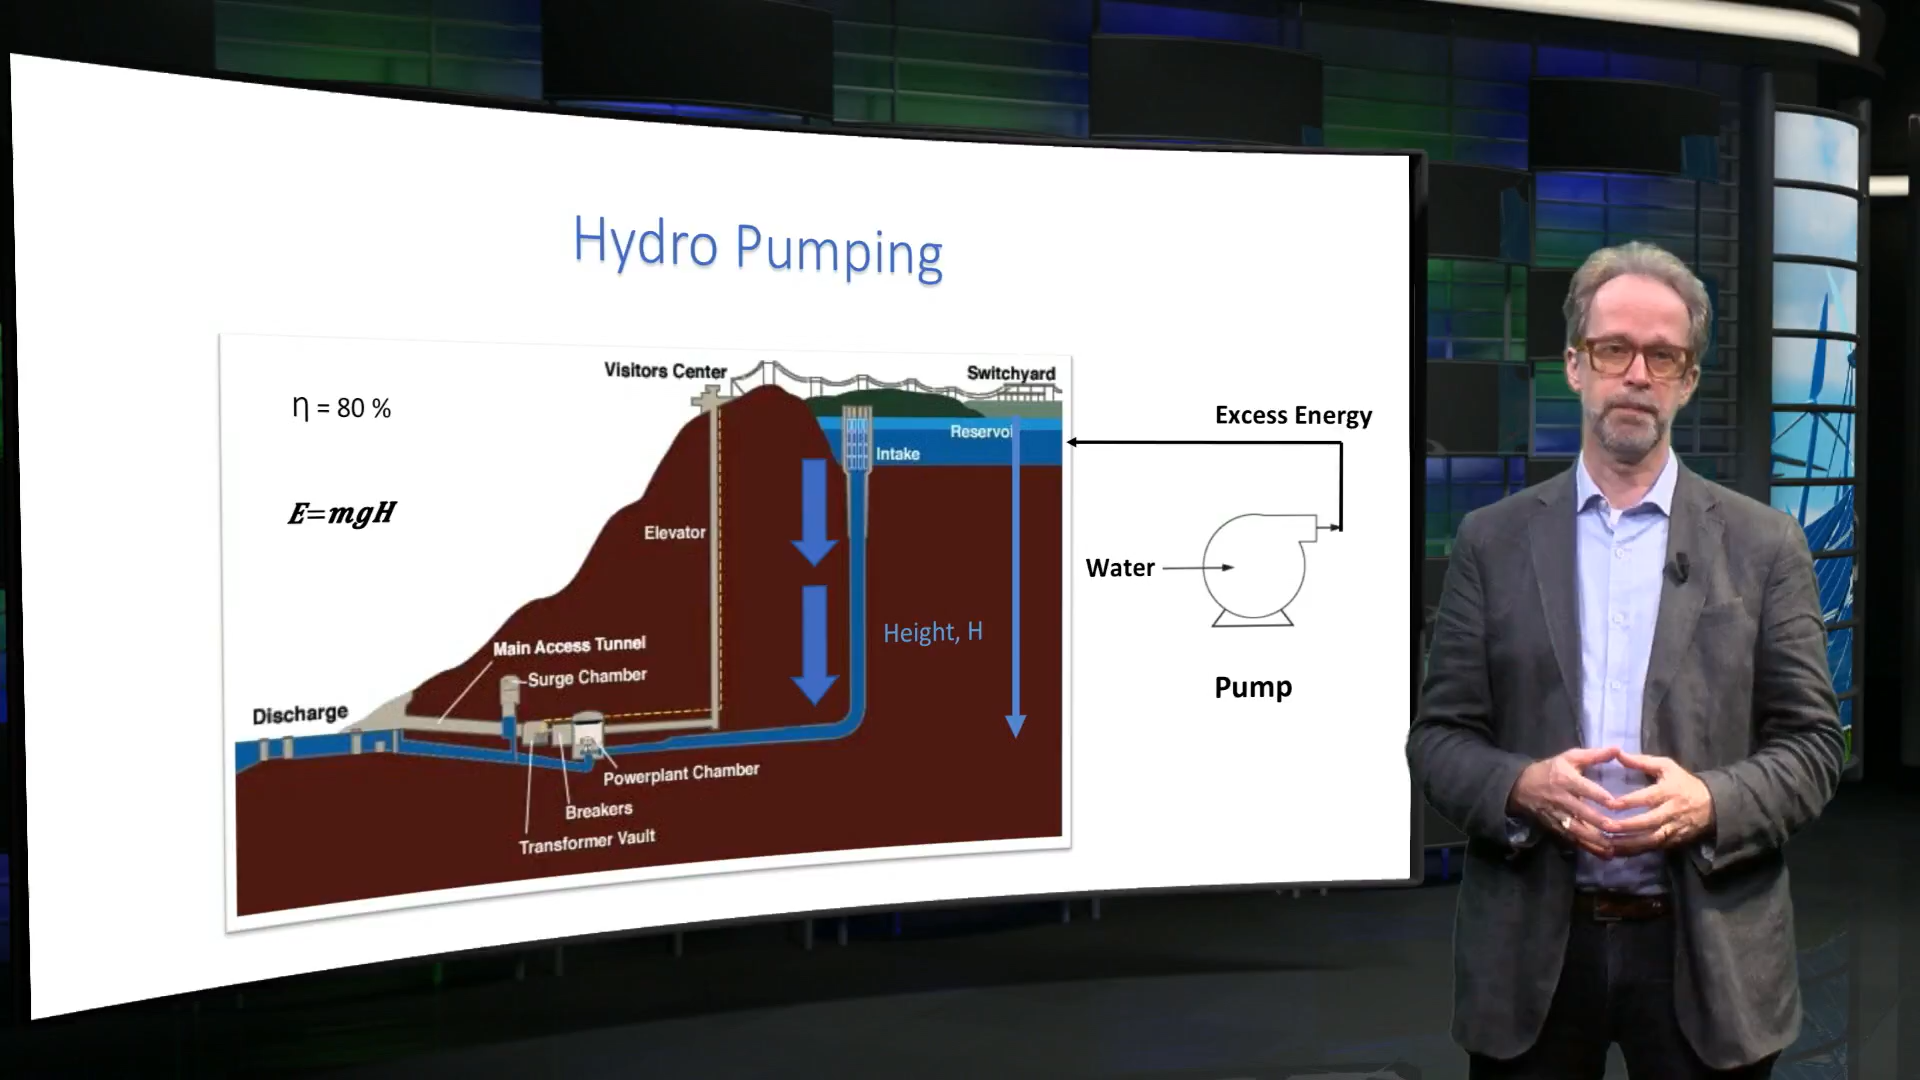 Hydro Pumping
η = 80 %
E=mgH
Visitors Center
Switchyard
Reservoi
Intake
Elevator
Height, H
Main Access Tunnel
Surge Chamber
Discharge
Powerplant Chamber
Breakers
Transformer Vault
Excess Energy
Water
Pump